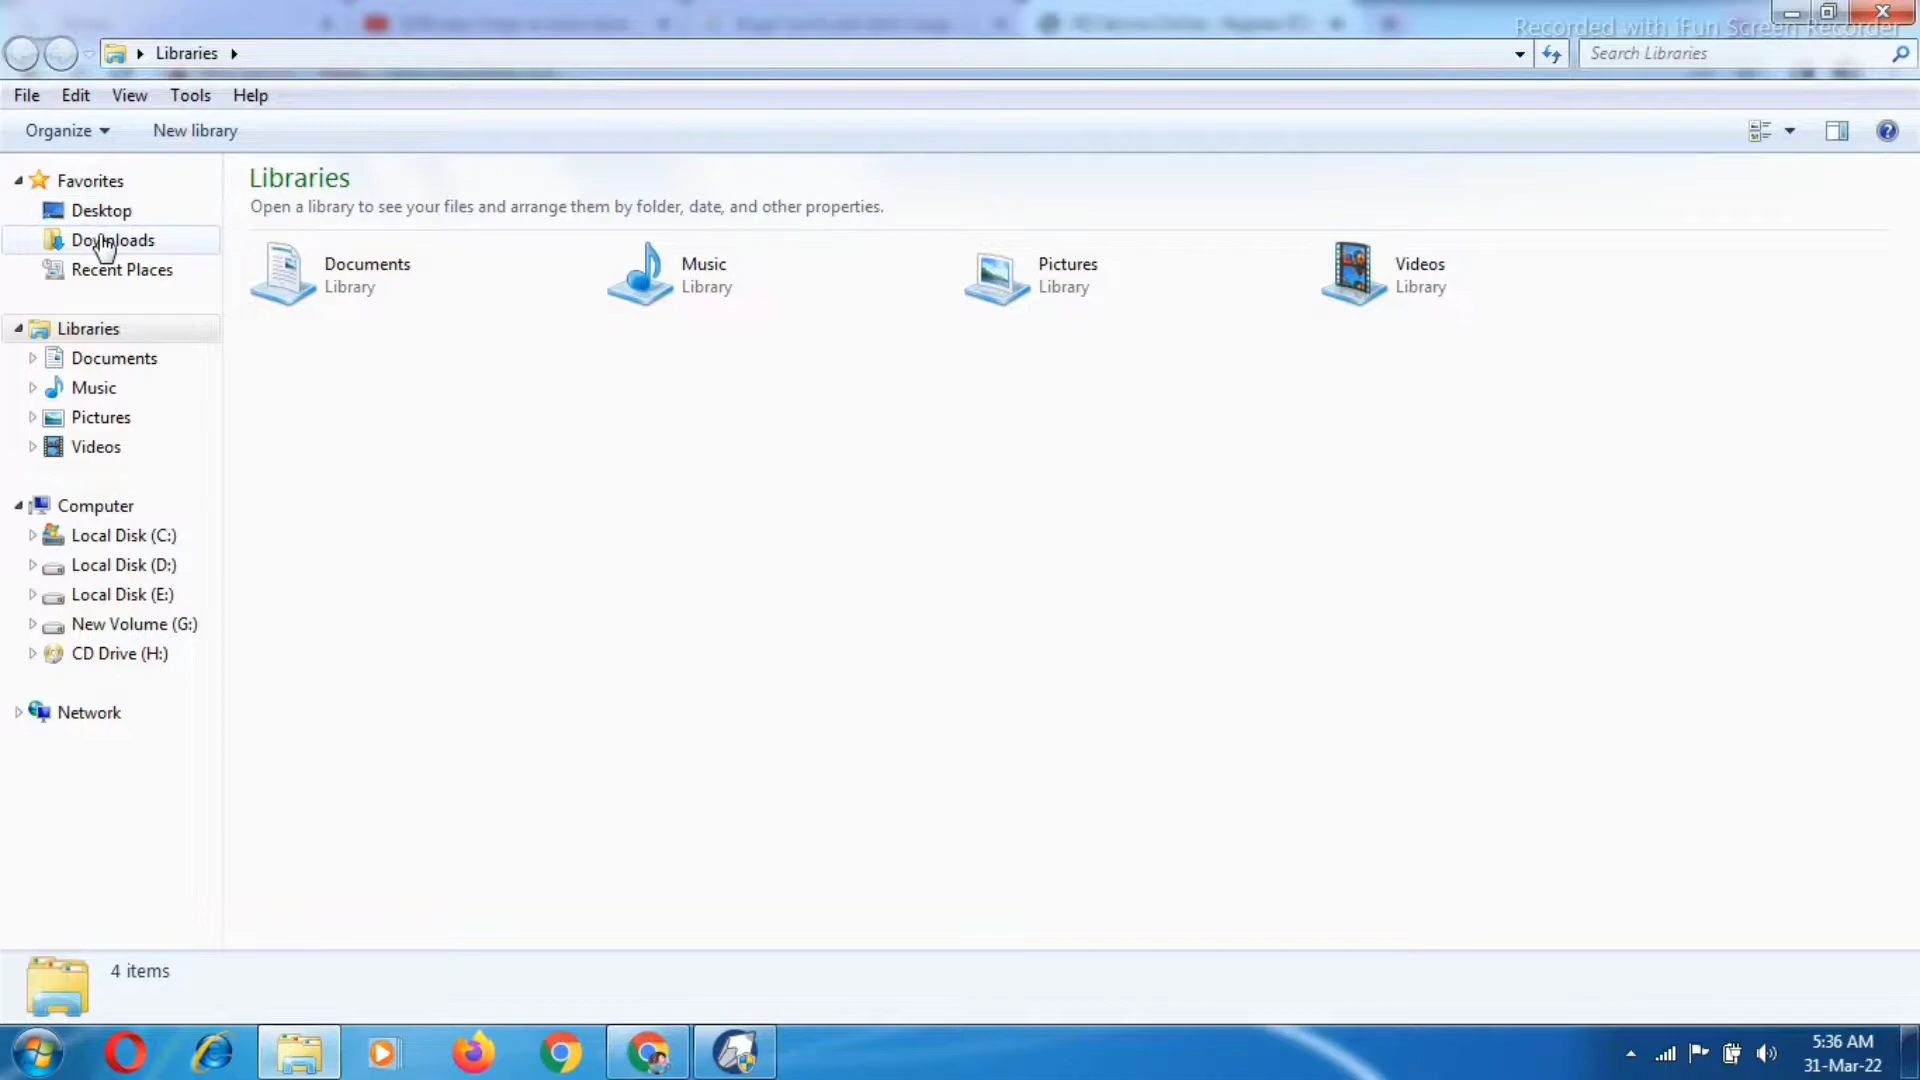 Recorded with iFun Screen Recorder
Libraries
Search Libraries
File Edit View Tools Help
Organize New library
Favorites
Desktop
Downloads
Recent Places
Libraries
Documents
Music
Pictures
Videos
Computer
Local Disk (C:)
Local Disk (D:)
Local Disk (E:)
New Volume (G:)
CD Drive (H:)
Network
Libraries
Open a library to see your files and arrange them by folder, date, and other properties.
Documents
Library
Music
Library
Pictures
Library
Videos
Library
4 items
5:36 AM
31-Mar-22